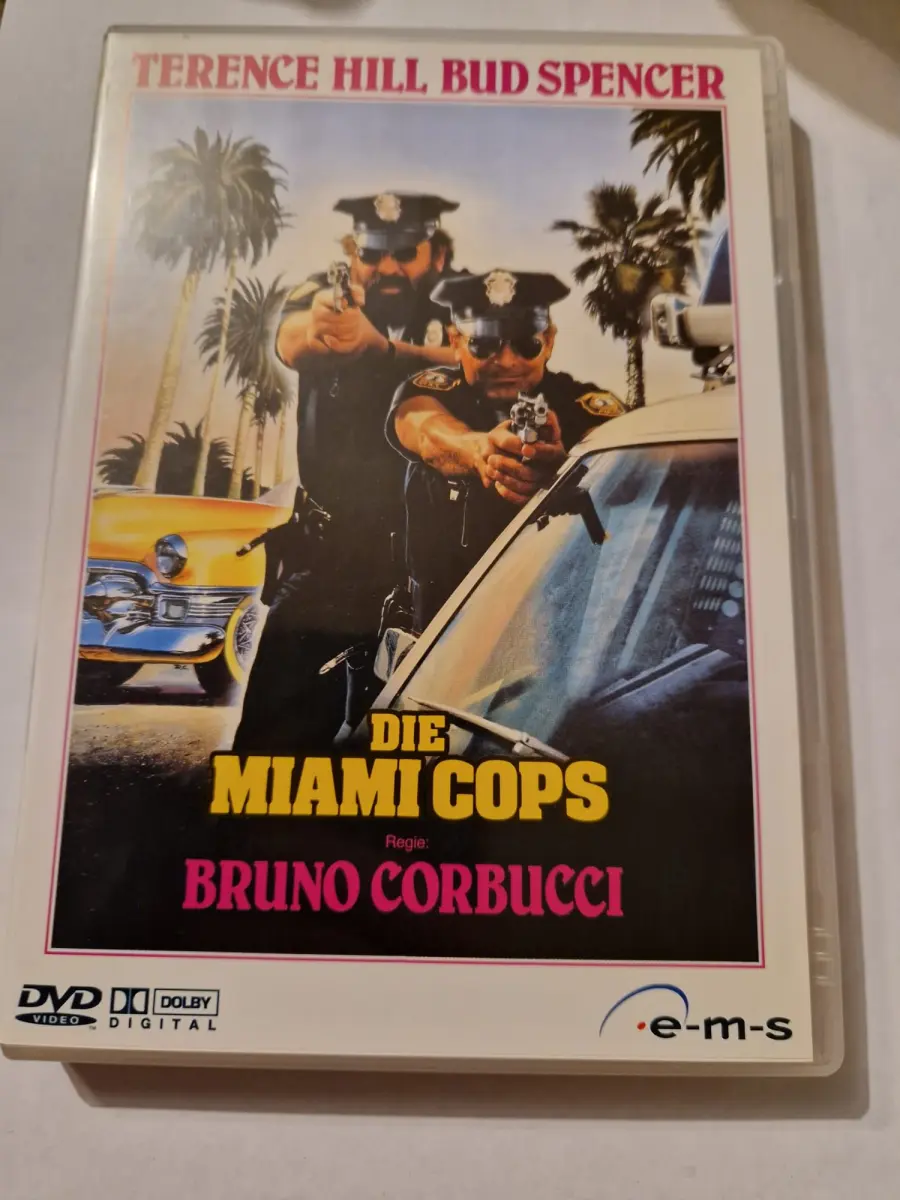 TERENCE HILL BUD SPENCER
DIE
MIAMI COPS
Regie:
BRUNO CORBUCCI
DVD
VIDEO
DOLBY
DIGITAL
e-m-s